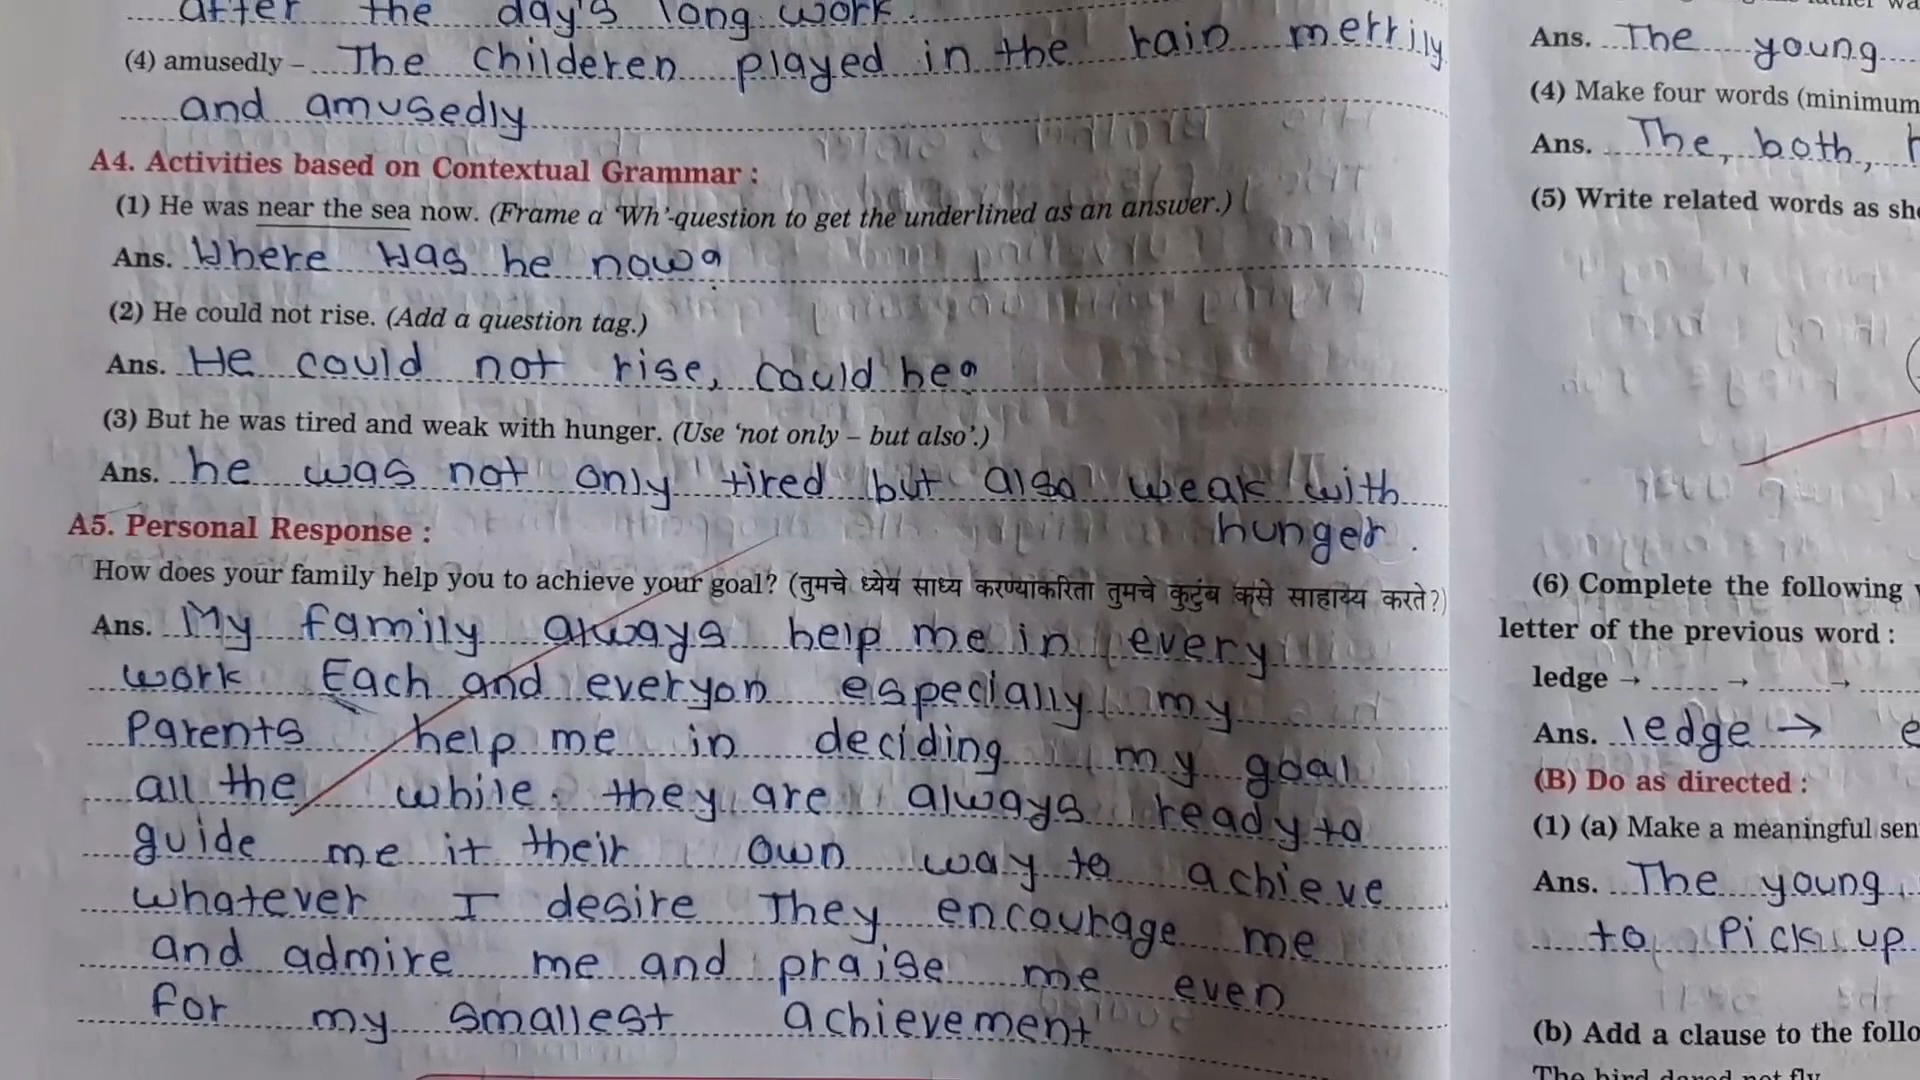 after the day's long work.
(4) amusedly – The childeren played in the rain merrily
and amusedly
A4. Activities based on Contextual Grammar :
(1) He was near the sea now. (Frame a 'Wh'-question to get the underlined as an answer.)
Ans. Where was he now?
(2) He could not rise. (Add a question tag.)
Ans. He could not rise, could he?
(3) But he was tired and weak with hunger. (Use 'not only – but also'.)
Ans. he was not only tired but also weak with
hunger.
A5. Personal Response :
How does your family help you to achieve your goal? (तुमचे ध्येय साध्य करण्याकरिता तुमचे कुटुंब कसे साहाय्य करते?)
Ans. My family always help me in every
work Each and everyon especially my
Parents help me in deciding my goal
all the while. they are always ready to
guide me it their own way to achieve
whatever I desire They encourage me
and admire me and praise me even
for my smallest achievement
Ans. The young
(4) Make four words (minimum
Ans. The, both,
(5) Write related words as
(6) Complete the following
letter of the previous word :
ledge → ...... → ...... →
Ans. ledge → e
(B) Do as directed :
(1) (a) Make a meaningful
Ans. The young
to Pick up
(b) Add a clause to the
The bird dared not fly